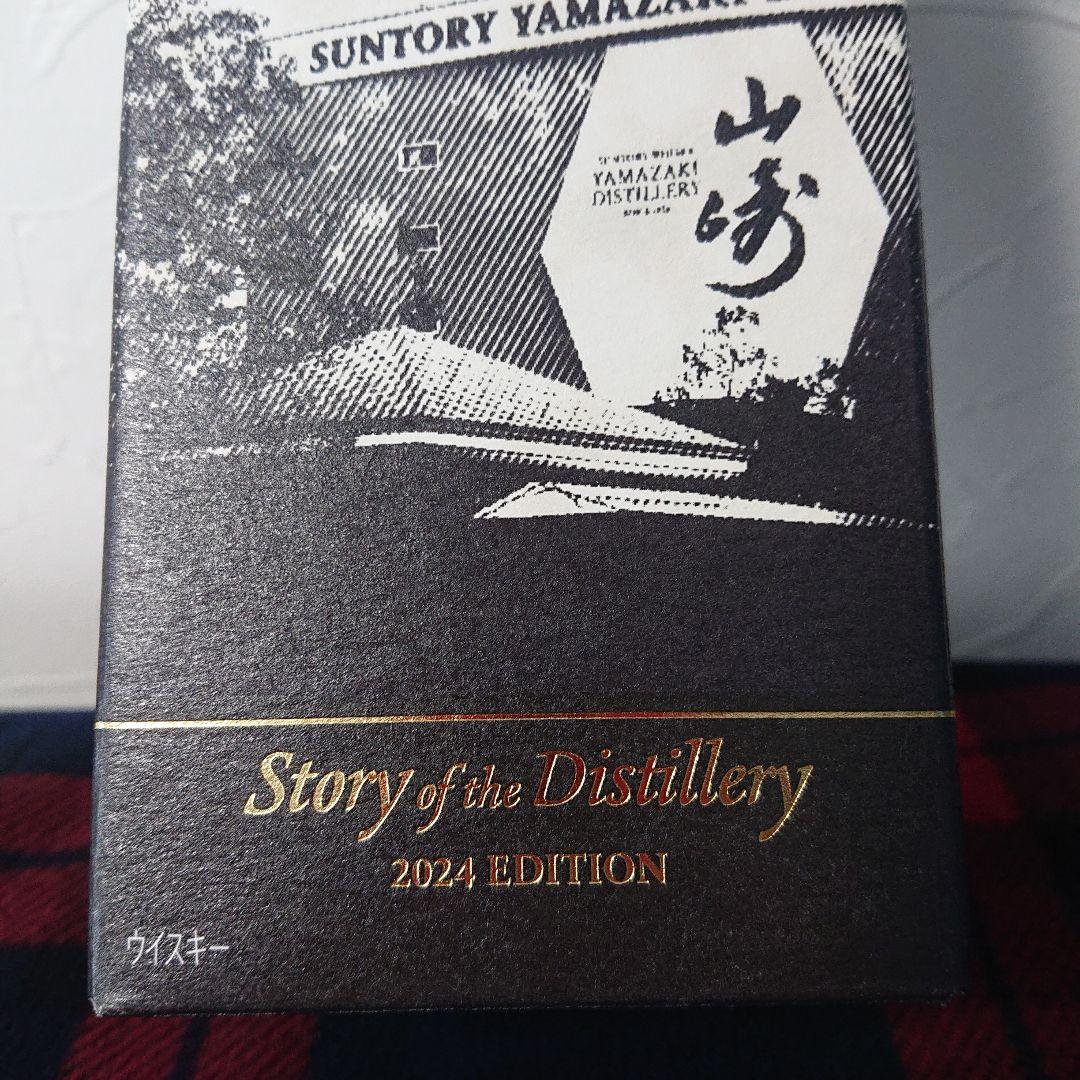 SUNTORY YAMAZAKI
山崎
YAMAZAKI
DISTILLERY
Story of the Distillery
2024 EDITION
ウイスキー